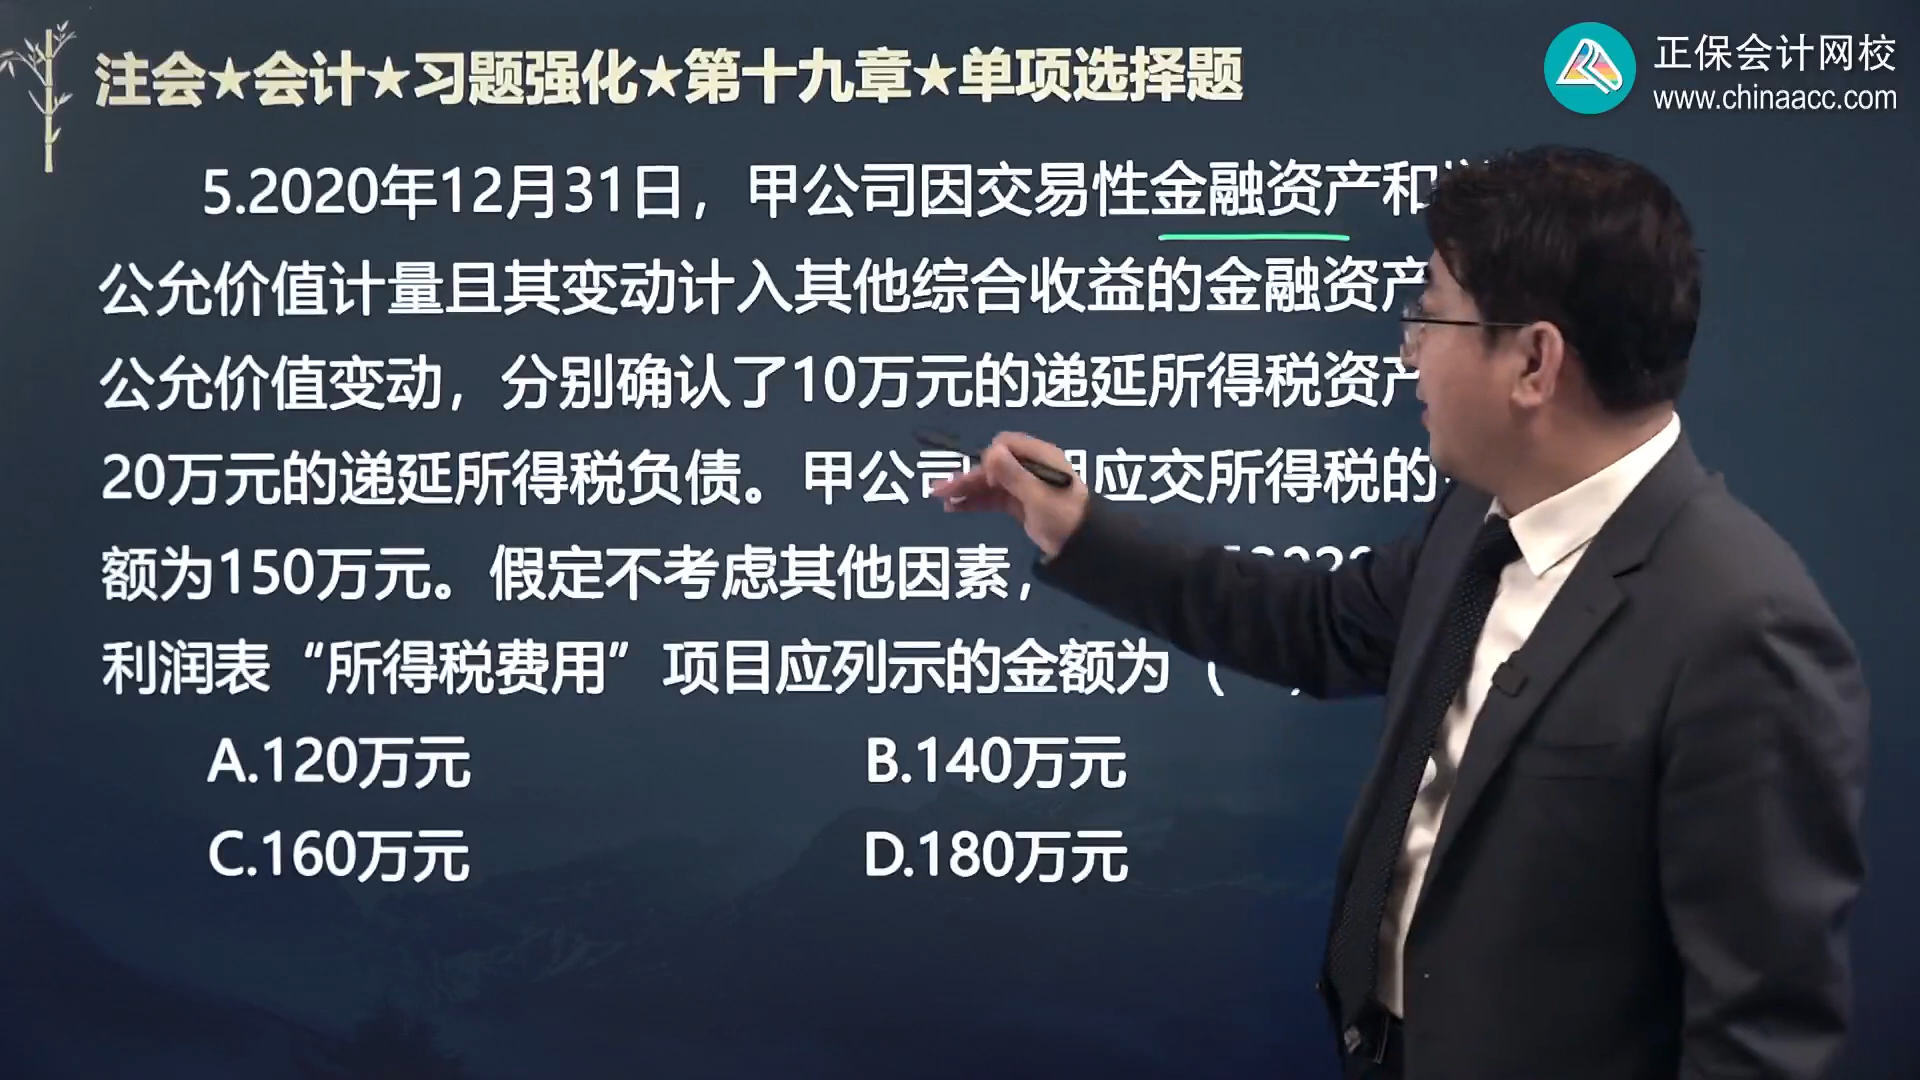 注会★会计★习题强化★第十九章★单项选择题
正保会计网校
www.chinaacc.com
5.2020年12月31日，甲公司因交易性金融资产和
公允价值计量且其变动计入其他综合收益的金融资产
公允价值变动，分别确认了10万元的递延所得税资产
20万元的递延所得税负债。甲公司 应交所得税的
额为150万元。假定不考虑其他因素，
利润表“所得税费用”项目应列示的金额为（
A.120万元
B.140万元
C.160万元
D.180万元